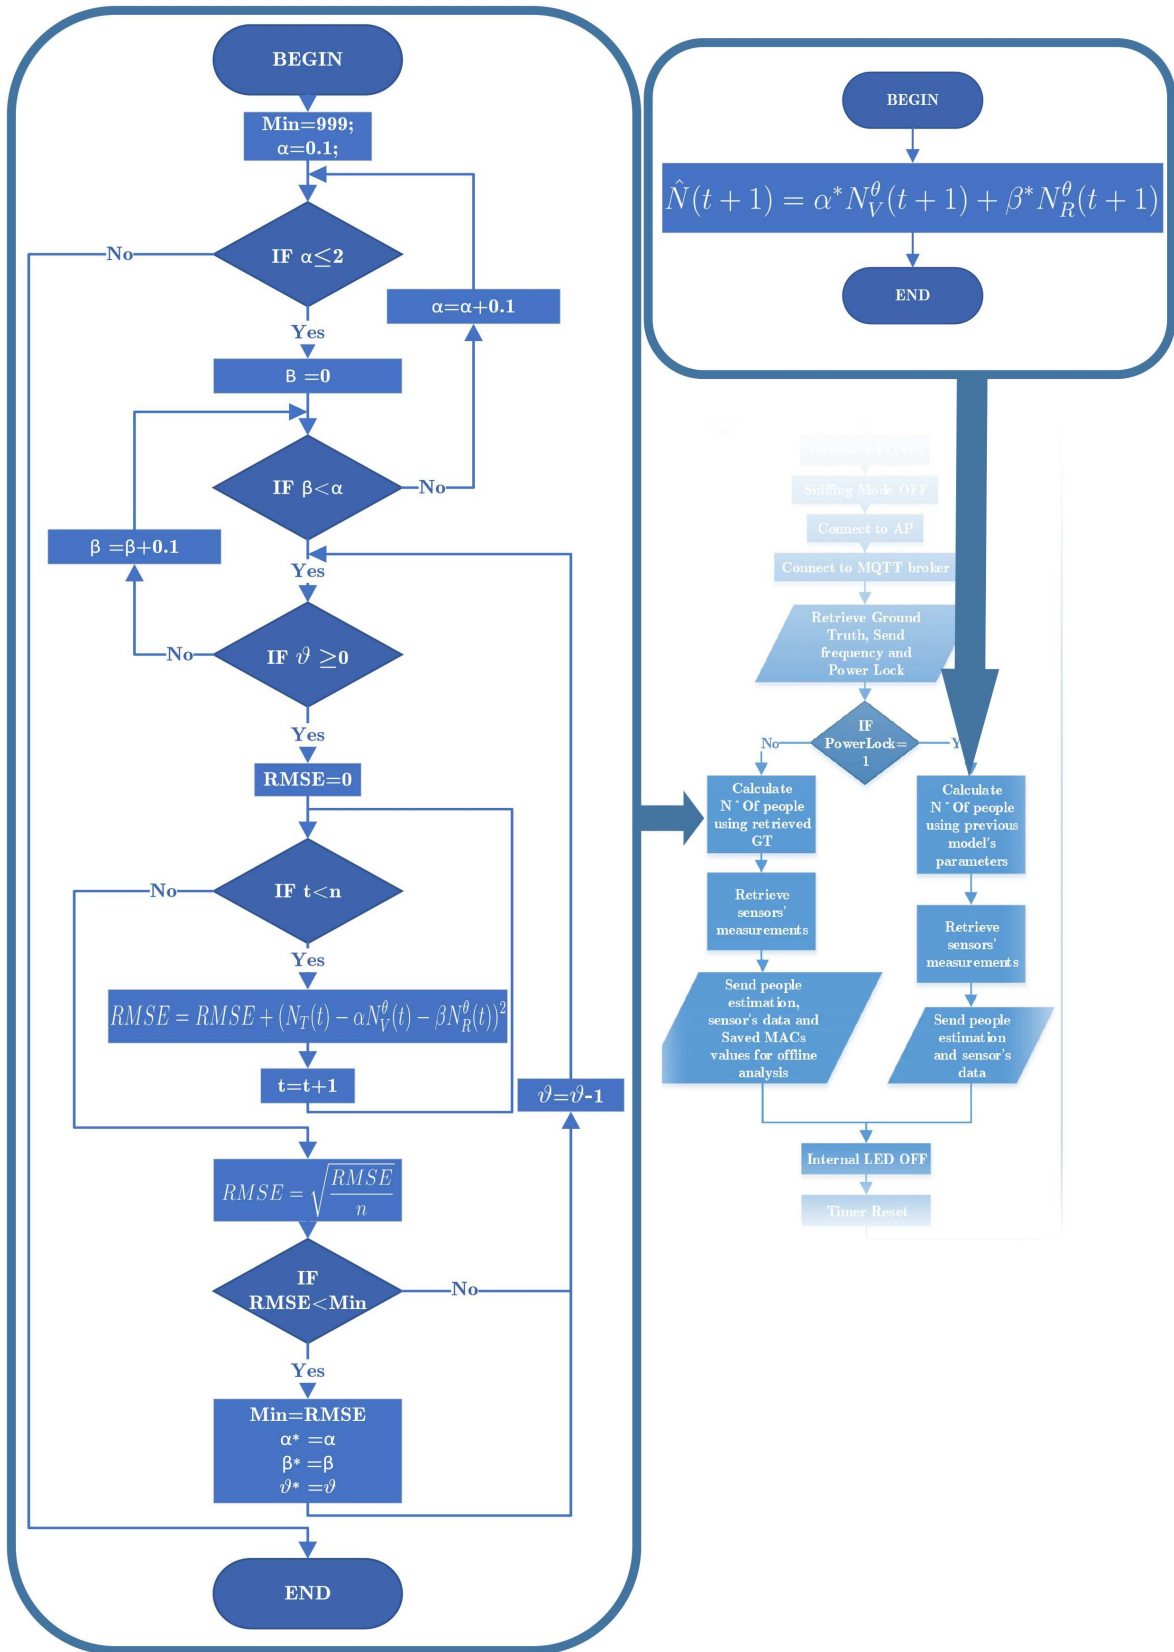 BEGIN
Min=999;
α=0.1;
IF α≤2
No
Yes
α=α+0.1
B =0
IF β<α
No
Yes
β =β+0.1
IF ϑ ≥0
No
Yes
RMSE=0
IF t<n
No
Yes
RMSE = RMSE + (N_T(t) − αN_V^θ(t) − βN_R^θ(t))^2
t=t+1
ϑ=ϑ-1
RMSE = √(RMSE/n)
IF
RMSE<Min
No
Yes
Min=RMSE
α* =α
β* =β
ϑ* =ϑ
END
BEGIN
N̂(t + 1) = α*N_V^θ(t + 1) + β*N_R^θ(t + 1)
END
LED ON
Sniffing Mode OFF
Connect to AP
Connect to MQTT broker
Retrieve Ground
Truth, Send
frequency and
Power Lock
IF
PowerLock=
1
No
Y
Calculate
N°Of people
using retrieved
GT
Retrieve
sensors'
measurements
Send people
estimation,
sensor's data and
Saved MACs
values for offline
analysis
Calculate
N°Of people
using previous
model's
parameters
Retrieve
sensors'
measurements
Send people
estimation
and sensor's
data
Internal LED OFF
Timer Reset